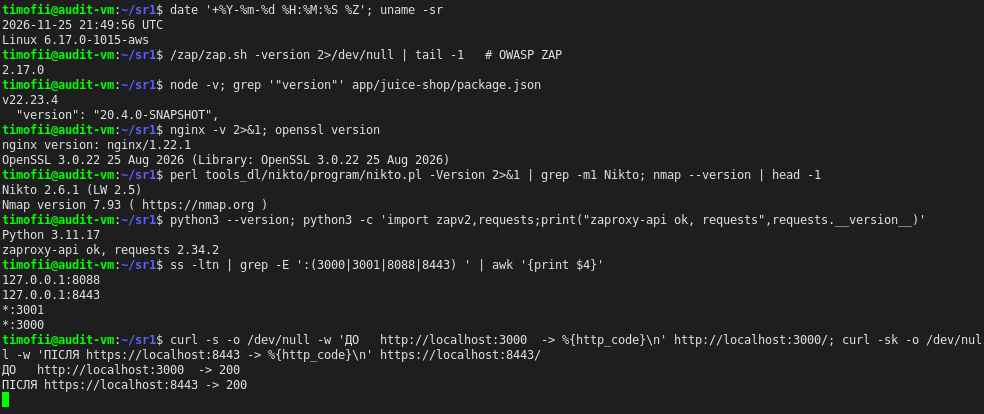 timofii@audit-vm:~/sr1$ date '+%Y-%m-%d %H:%M:%S %Z'; uname -sr
2026-11-25 21:49:56 UTC
Linux 6.17.0-1015-aws
timofii@audit-vm:~/sr1$ /zap/zap.sh -version 2>/dev/null | tail -1   # OWASP ZAP
2.17.0
timofii@audit-vm:~/sr1$ node -v; grep '"version"' app/juice-shop/package.json
v22.23.4
  "version": "20.4.0-SNAPSHOT",
timofii@audit-vm:~/sr1$ nginx -v 2>&1; openssl version
nginx version: nginx/1.22.1
OpenSSL 3.0.22 25 Aug 2026 (Library: OpenSSL 3.0.22 25 Aug 2026)
timofii@audit-vm:~/sr1$ perl tools_dl/nikto/program/nikto.pl -Version 2>&1 | grep -m1 Nikto; nmap --version | head -1
Nikto 2.6.1 (LW 2.5)
Nmap version 7.93 ( https://nmap.org )
timofii@audit-vm:~/sr1$ python3 --version; python3 -c 'import zapv2,requests;print("zaproxy-api ok, requests",requests.__version__)'
Python 3.11.17
zaproxy-api ok, requests 2.34.2
timofii@audit-vm:~/sr1$ ss -ltn | grep -E ':(3000|3001|8088|8443) ' | awk '{print $4}'
127.0.0.1:8088
127.0.0.1:8443
*:3001
*:3000
timofii@audit-vm:~/sr1$ curl -s -o /dev/null -w 'ДО   http://localhost:3000  -> %{http_code}\n' http://localhost:3000/; curl -sk -o /dev/nul
l -w 'ПІСЛЯ https://localhost:8443 -> %{http_code}\n' https://localhost:8443/
ДО   http://localhost:3000  -> 200
ПІСЛЯ https://localhost:8443 -> 200